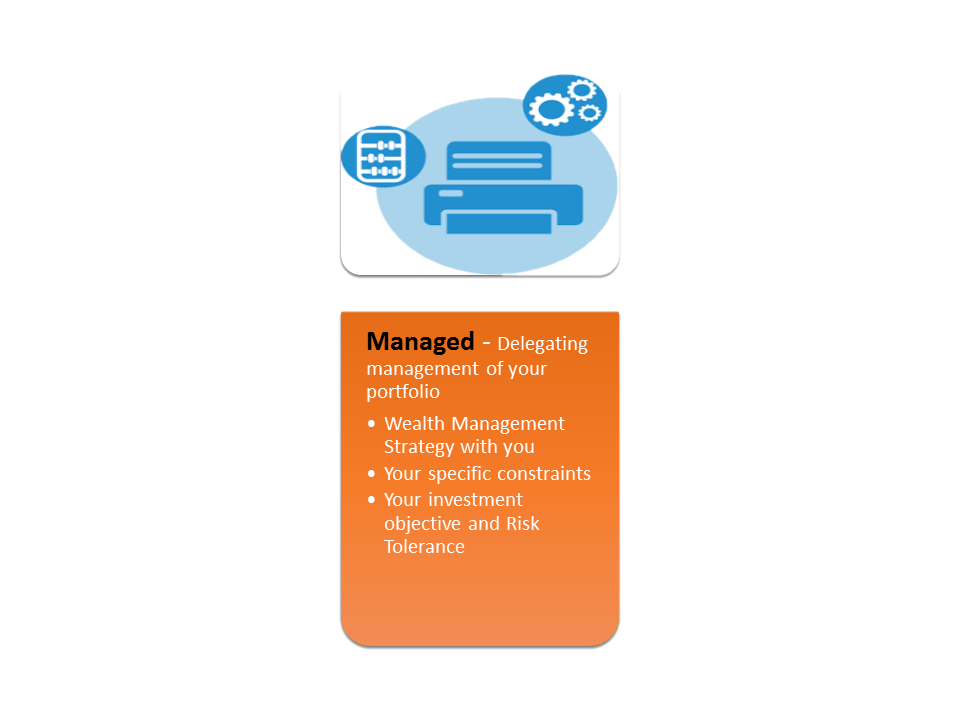 Managed - Delegating
management of your
portfolio
• Wealth Management
Strategy with you
• Your specific constraints
• Your investment
objective and Risk
Tolerance